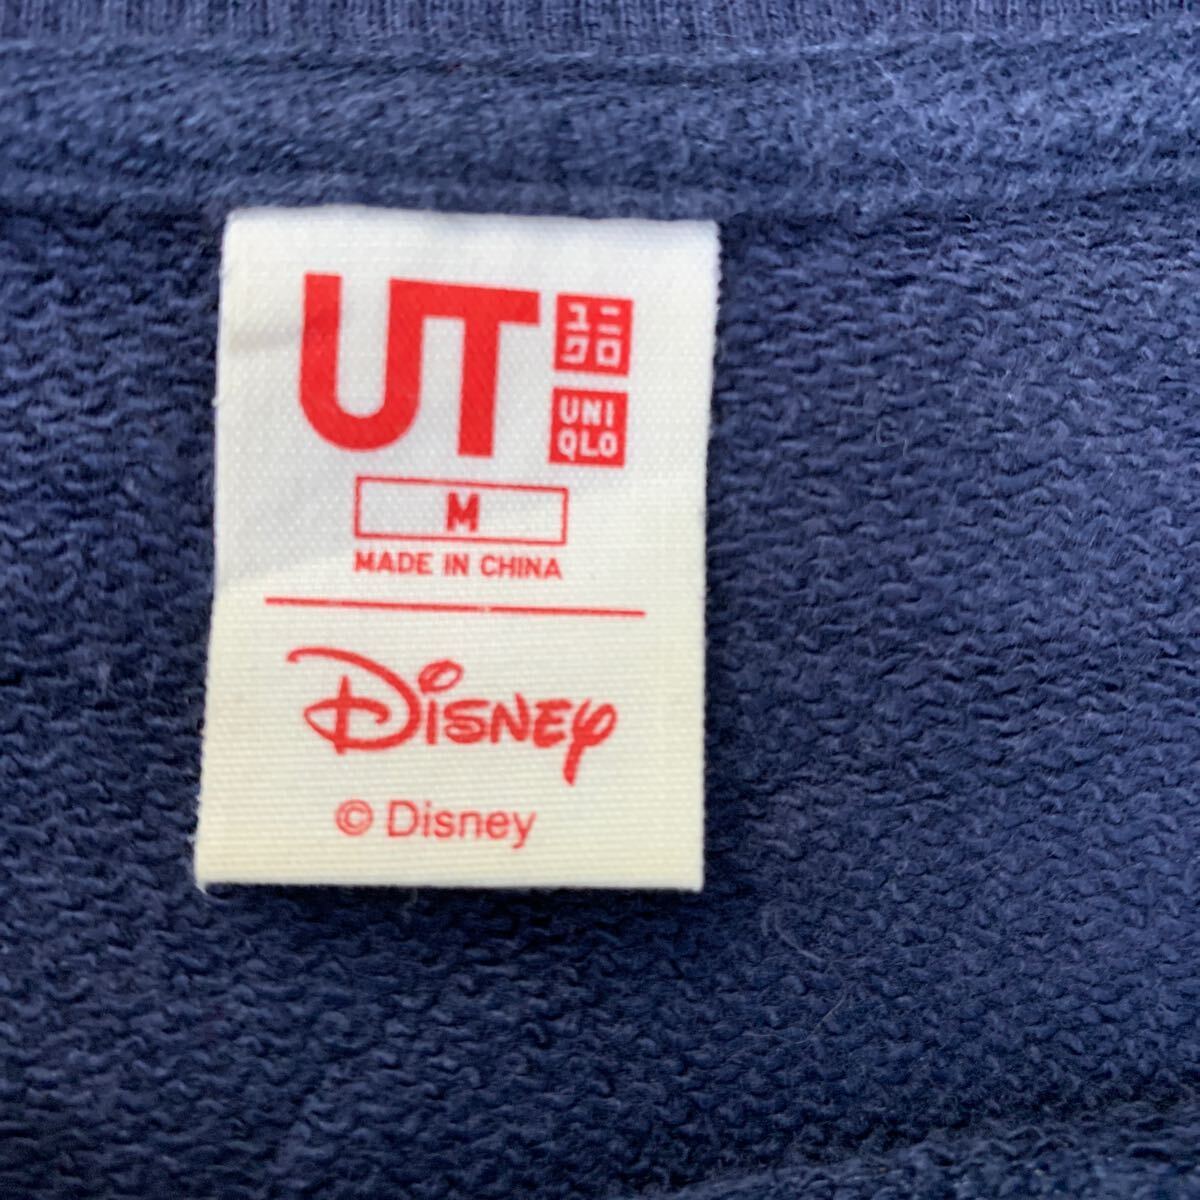 UT
ユニ
クロ
UNI
QLO
M
MADE IN CHINA
Disney
© Disney